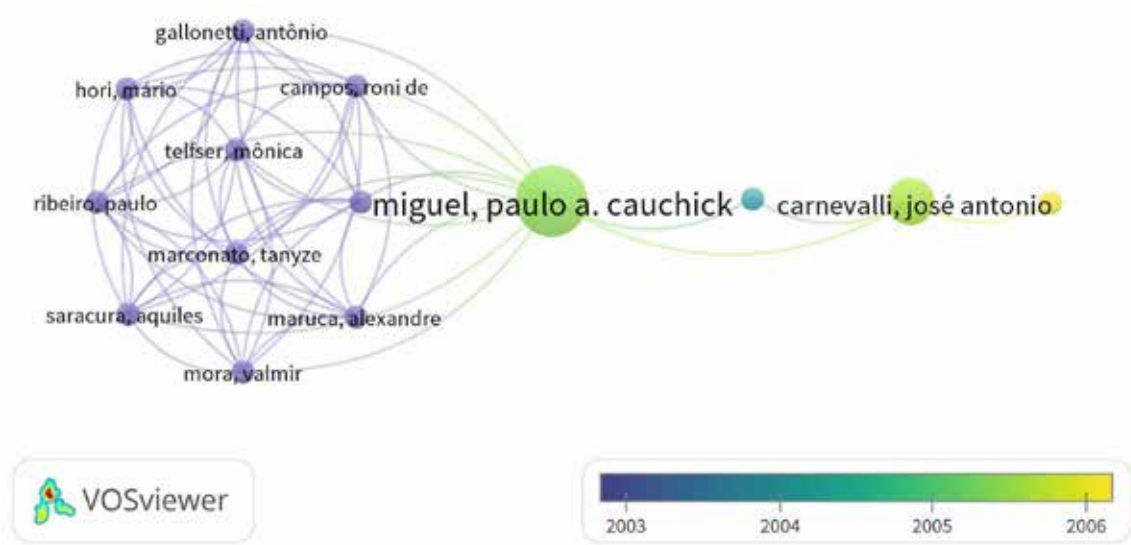 gallonetti, antônio
hori, mário
campos, roni de
telfser, mônica
ribeiro, paulo
miguel, paulo a. cauchick
carnevalli, josé antonio
marconato, tanyze
saracura, aquiles
maruca, alexandre
mora, valmir
VOSviewer
2003 2004 2005 2006